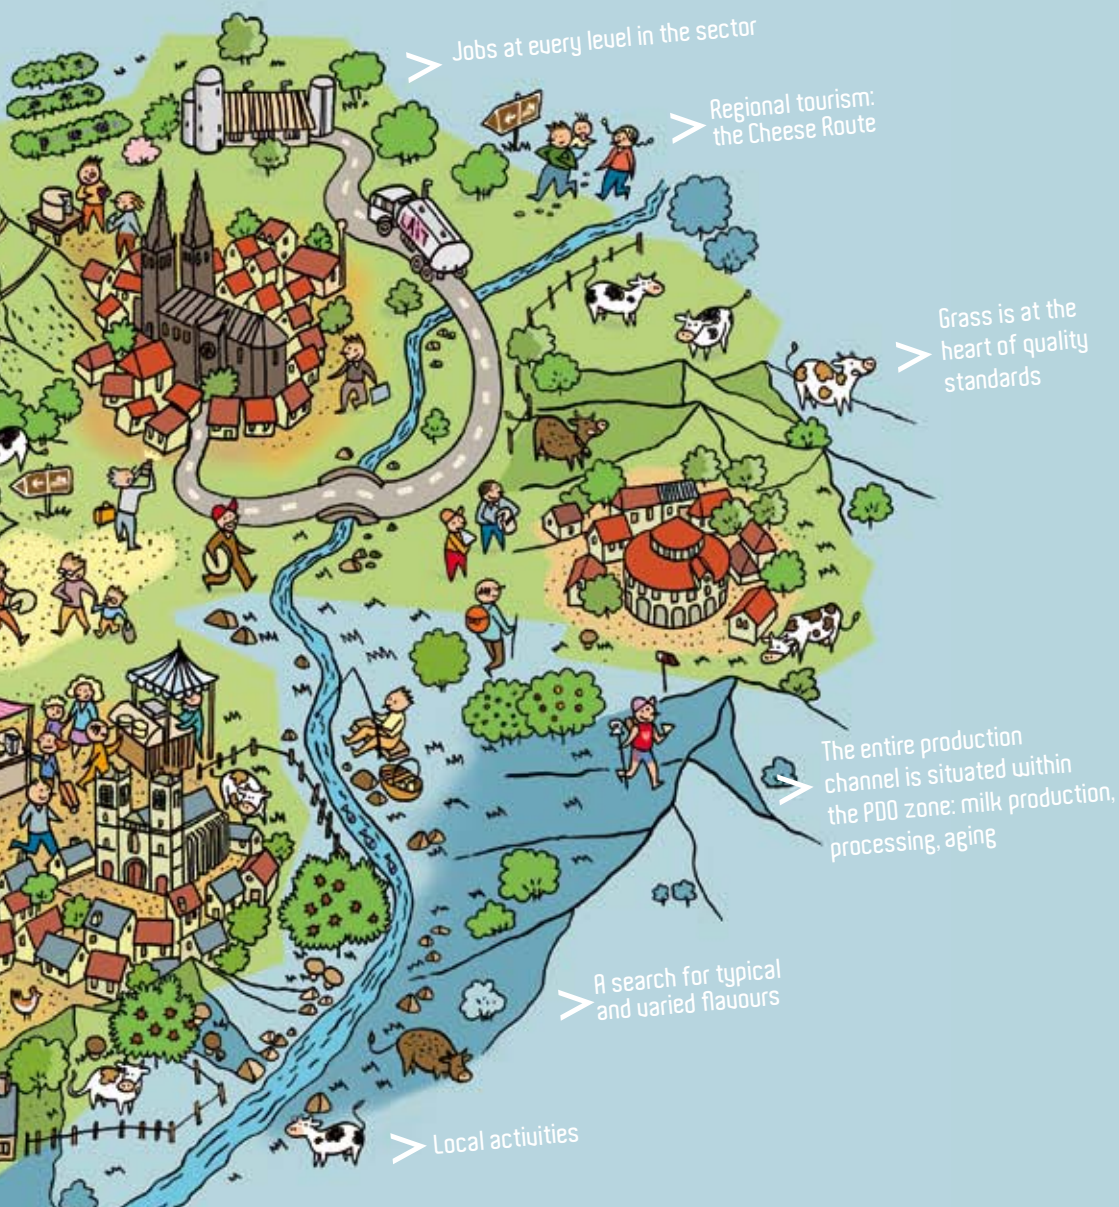 Jobs at every level in the sector
Regional tourism:
the Cheese Route
LAIT
Grass is at the
heart of quality
standards
The entire production
channel is situated within
the PDO zone: milk production,
processing, aging
A search for typical
and varied flavours
Local activities